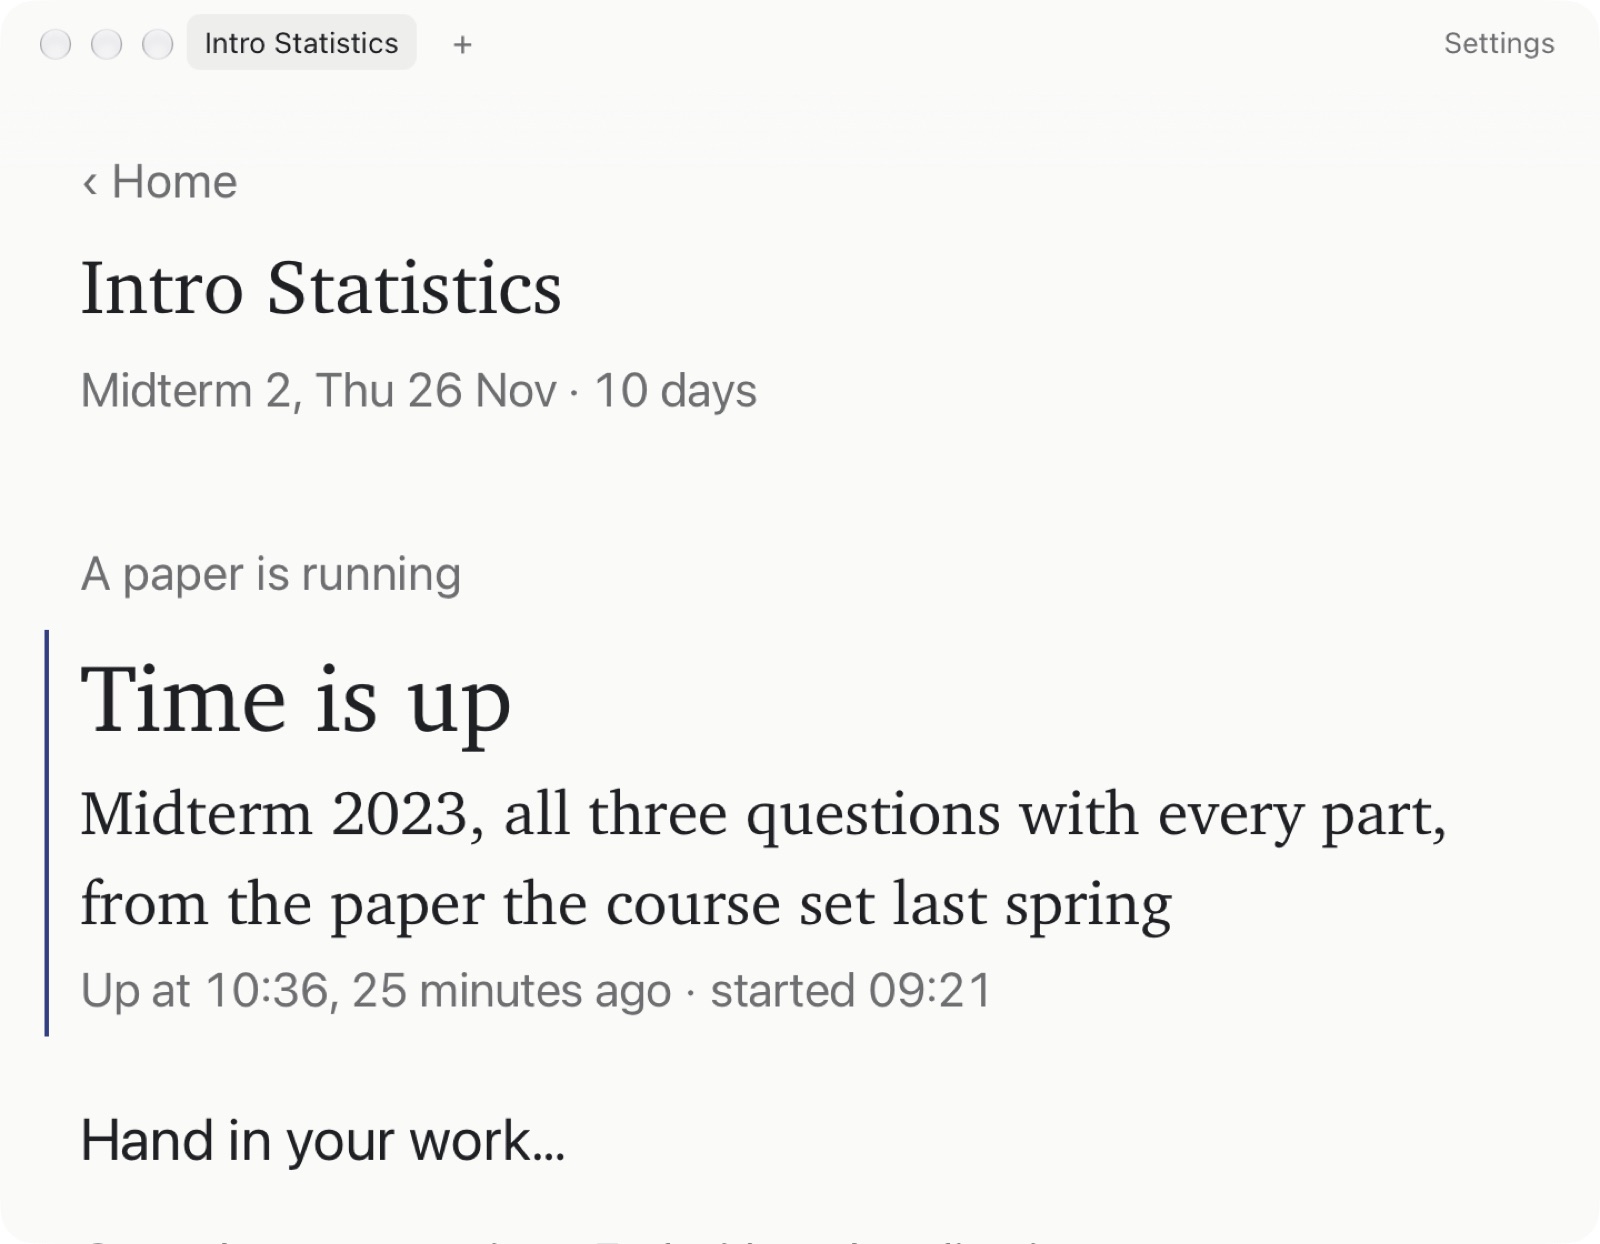 Intro Statistics +
Settings
‹ Home
Intro Statistics
Midterm 2, Thu 26 Nov · 10 days
A paper is running
Time is up
Midterm 2023, all three questions with every part,
from the paper the course set last spring
Up at 10:36, 25 minutes ago · started 09:21
Hand in your work…